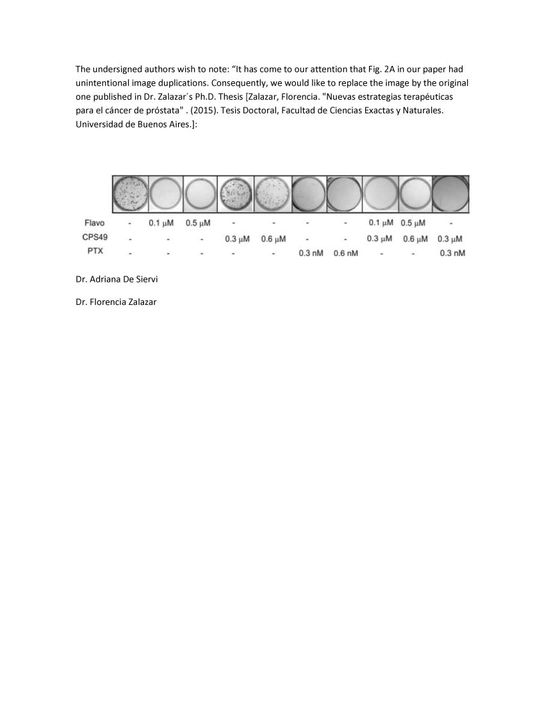 The undersigned authors wish to note: “It has come to our attention that Fig. 2A in our paper had
unintentional image duplications. Consequently, we would like to replace the image by the original
one published in Dr. Zalazar´s Ph.D. Thesis [Zalazar, Florencia. "Nuevas estrategias terapéuticas
para el cáncer de próstata" . (2015). Tesis Doctoral, Facultad de Ciencias Exactas y Naturales.
Universidad de Buenos Aires.]:
Flavo - 0.1 µM 0.5 µM - - - - 0.1 µM 0.5 µM -
CPS49 - - - 0.3 µM 0.6 µM - - 0.3 µM 0.6 µM 0.3 µM
PTX - - - - - 0.3 nM 0.6 nM - - 0.3 nM
Dr. Adriana De Siervi
Dr. Florencia Zalazar